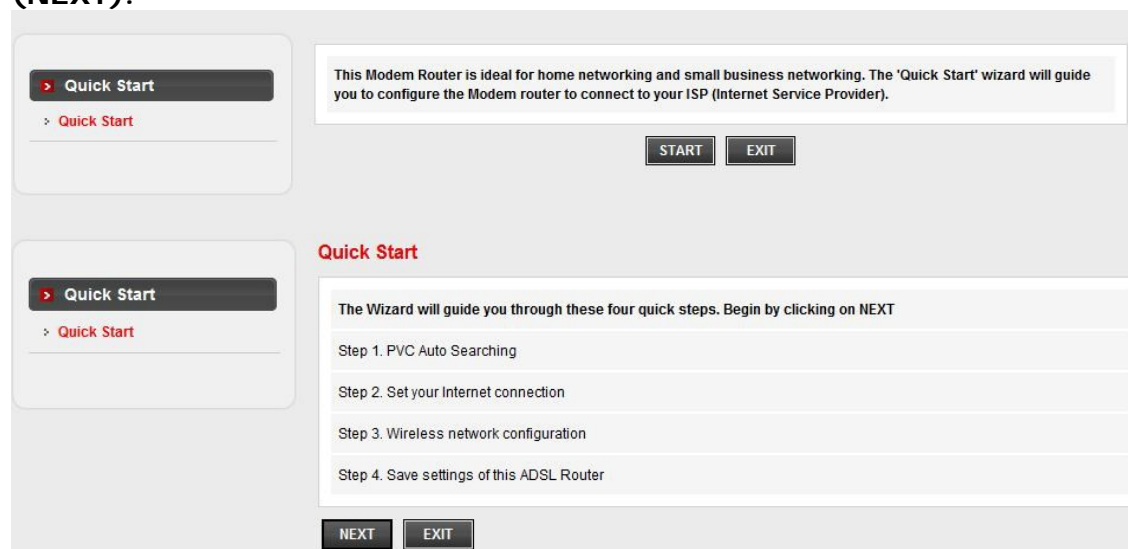 (NEXT):
Quick Start
Quick Start
This Modem Router is ideal for home networking and small business networking. The 'Quick Start' wizard will guide
you to configure the Modem router to connect to your ISP (Internet Service Provider).
START EXIT
Quick Start
Quick Start
Quick Start
The Wizard will guide you through these four quick steps. Begin by clicking on NEXT
Step 1. PVC Auto Searching
Step 2. Set your Internet connection
Step 3. Wireless network configuration
Step 4. Save settings of this ADSL Router
NEXT EXIT